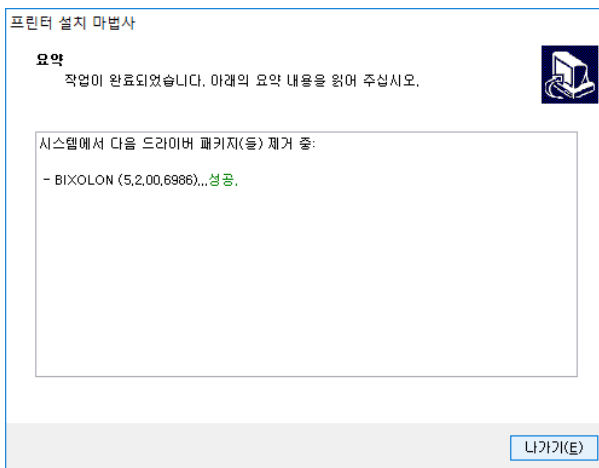 프린터 설치 마법사
요약
작업이 완료되었습니다. 아래의 요약 내용을 읽어 주십시오.
시스템에서 다음 드라이버 패키지(들) 제거 중:
- BIXOLON (5.2.00.6986)...성공.
나가기(E)